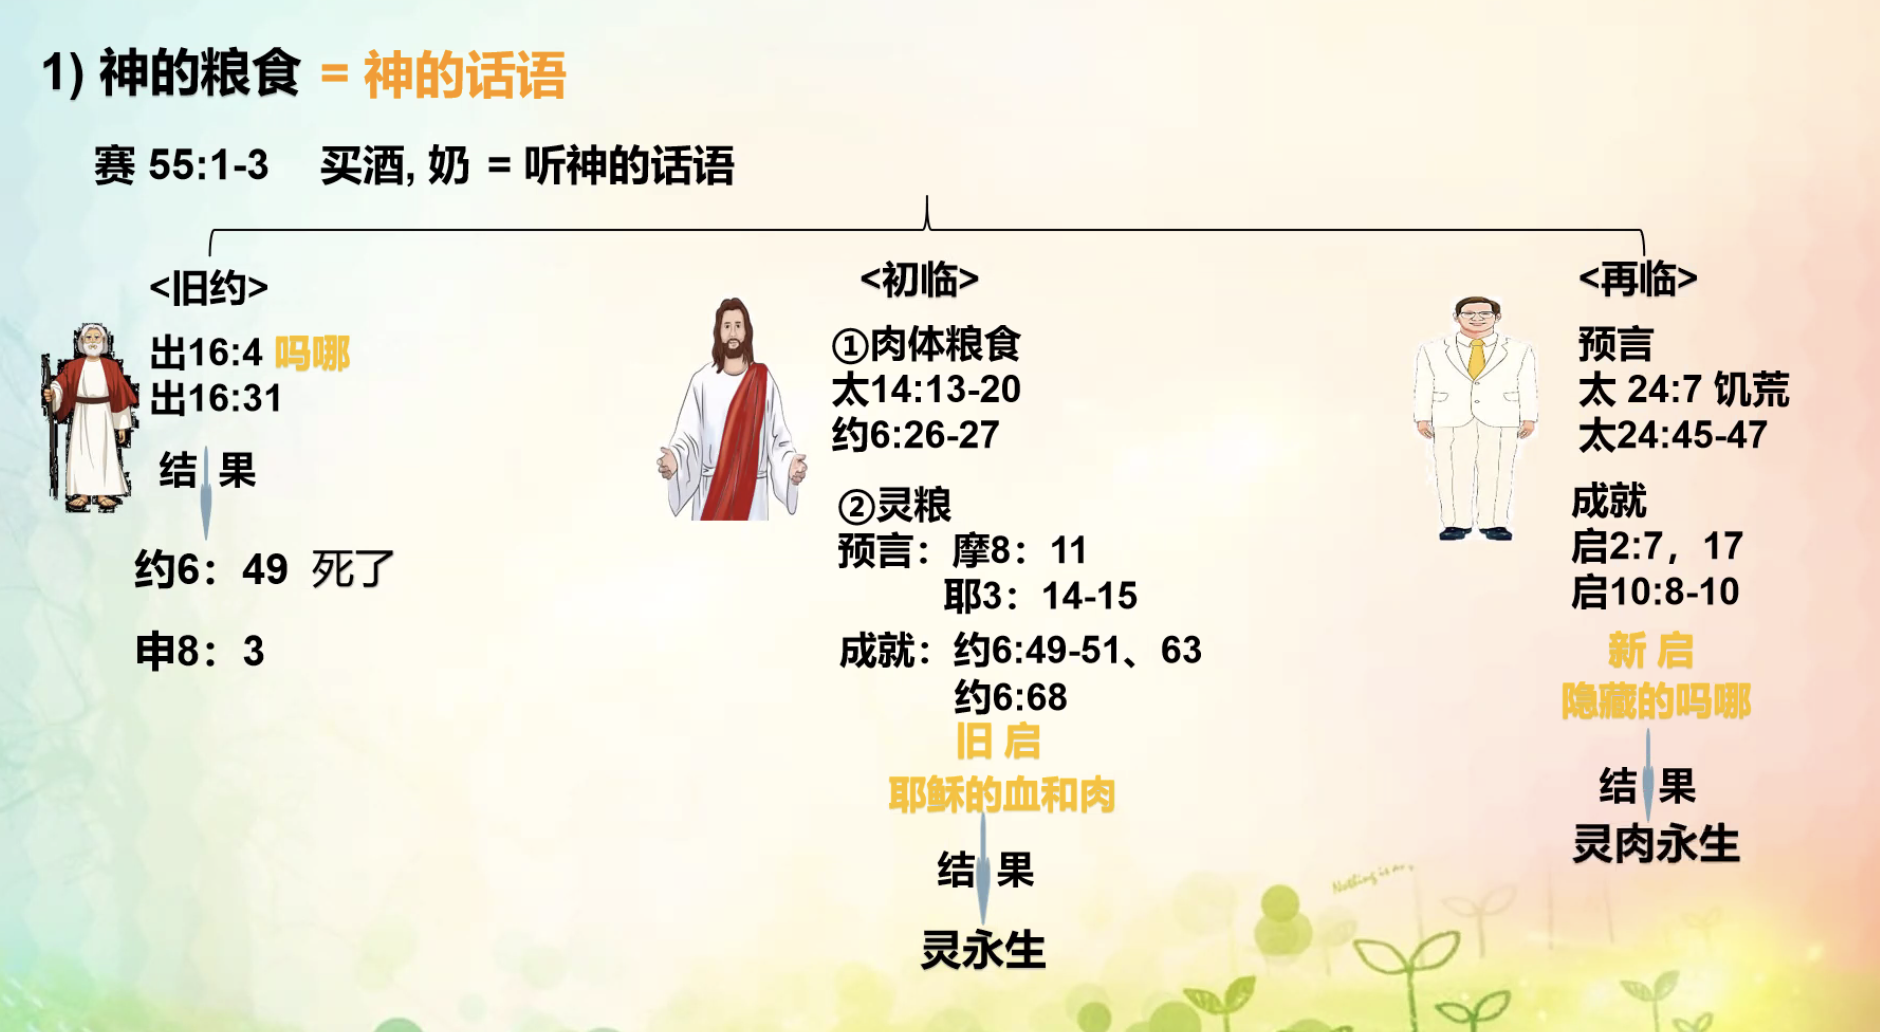 1) 神的粮食 = 神的话语
赛 55:1-3 买酒, 奶 = 听神的话语
<旧约>
出16:4 吗哪
出16:31
结 果
约6：49 死了
申8：3
<初临>
①肉体粮食
太14:13-20
约6:26-27
②灵粮
预言：摩8：11
耶3：14-15
成就：约6:49-51、63
约6:68
旧 启
耶稣的血和肉
结 果
灵永生
<再临>
预言
太 24:7 饥荒
太24:45-47
成就
启2:7，17
启10:8-10
新 启
隐藏的吗哪
结 果
灵肉永生
Nothing is